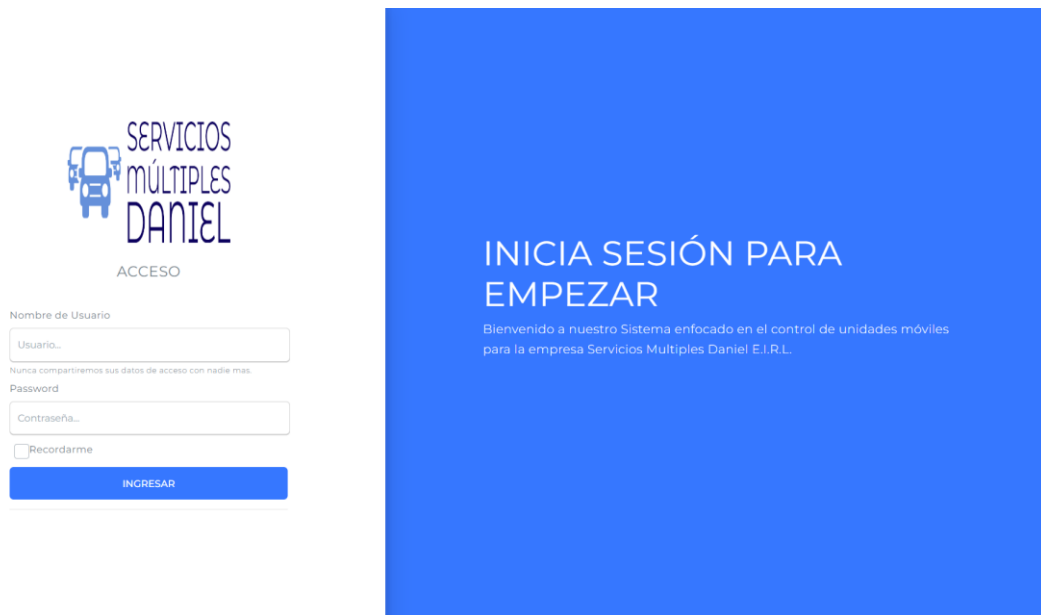 SERVICIOS
MÚLTIPLES
DANIEL
ACCESO
Nombre de Usuario
Usuario...
Nunca compartiremos sus datos de acceso con nadie mas.
Password
Contraseña...
Recordarme
INGRESAR
INICIA SESIÓN PARA
EMPEZAR
Bienvenido a nuestro Sistema enfocado en el control de unidades móviles
para la empresa Servicios Multiples Daniel E.I.R.L.